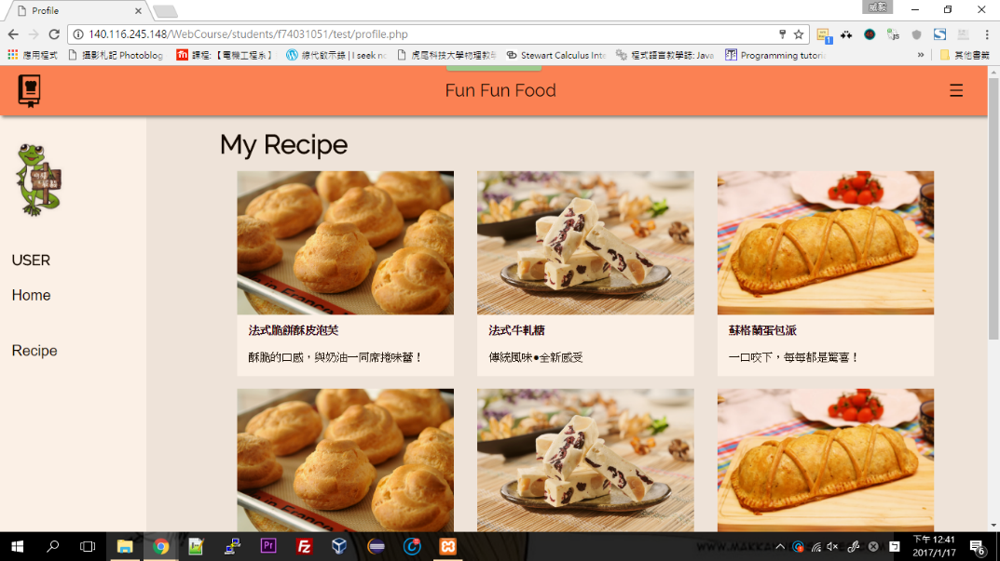 Profile
140.116.245.148/WebCourse/students/f74031051/test/profile.php
應用程式
攝影札記 Photoblog
課程:【電機工程系】
線代啟示錄 | I seek no
虎尾科技大學物理教學
Stewart Calculus Inte
程式語言教學誌: Java
Programming tutoria
»
其他書籤
Fun Fun Food
My Recipe
USER
Home
Recipe
法式脆餅酥皮泡芙
酥脆的口感，與奶油一同席捲味蕾！
法式牛軋糖
傳統風味●全新感受
蘇格蘭蛋包派
一口咬下，每每都是驚喜！
下午 12:41
2017/1/17
6